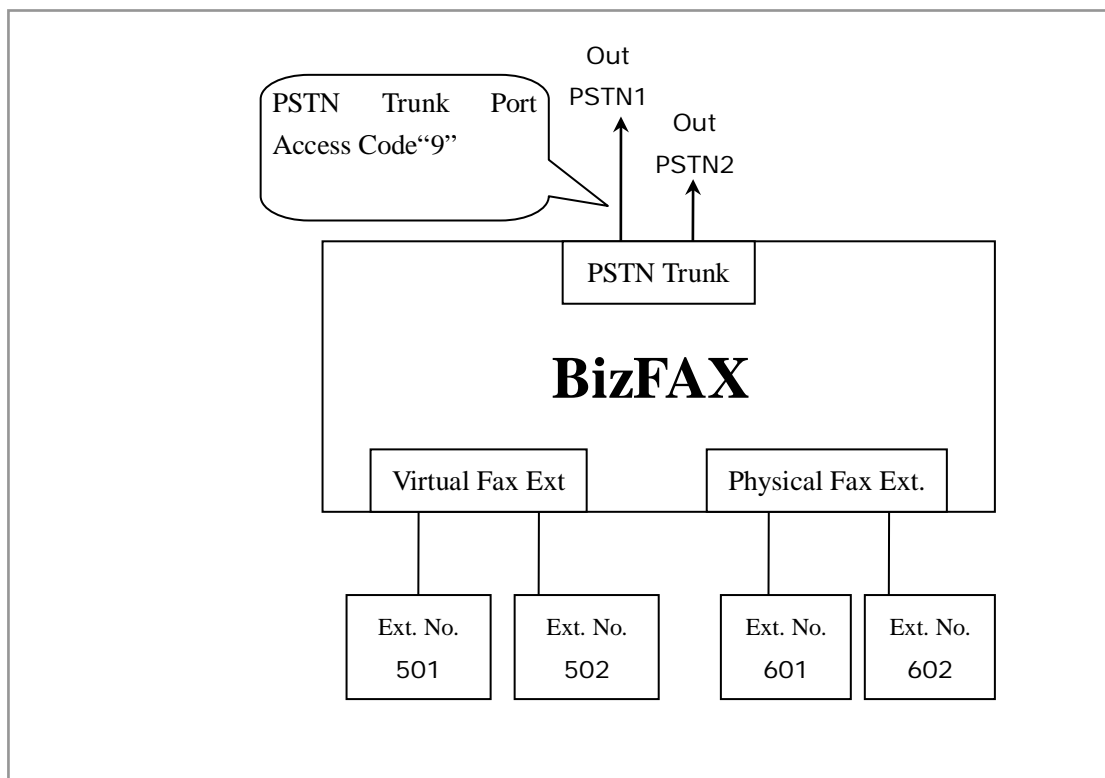 Out
PSTN1
PSTN Trunk Port
Access Code“9”
Out
PSTN2
PSTN Trunk
BizFAX
Virtual Fax Ext
Physical Fax Ext.
Ext. No.
501
Ext. No.
502
Ext. No.
601
Ext. No.
602